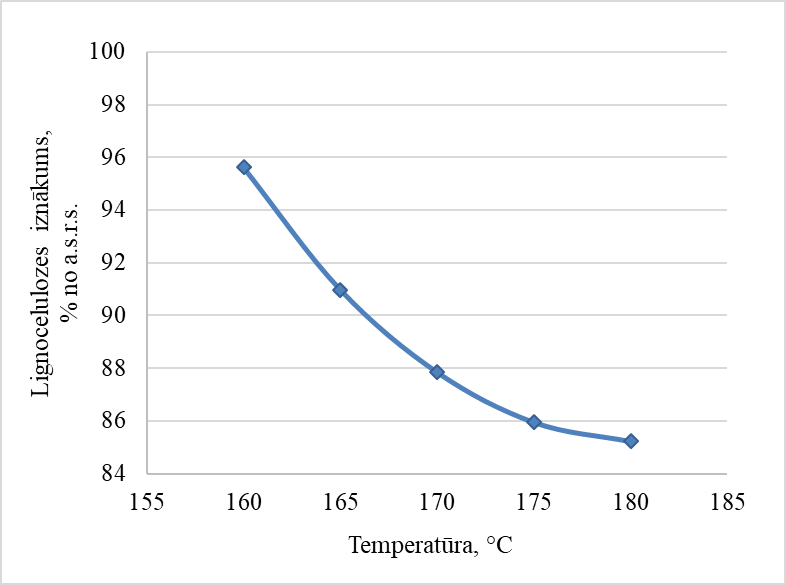 100
98
96
94
92
90
88
86
84
Lignocelulozes iznākums,
% no a.s.r.s.
155 160 165 170 175 180 185
Temperatūra, °C